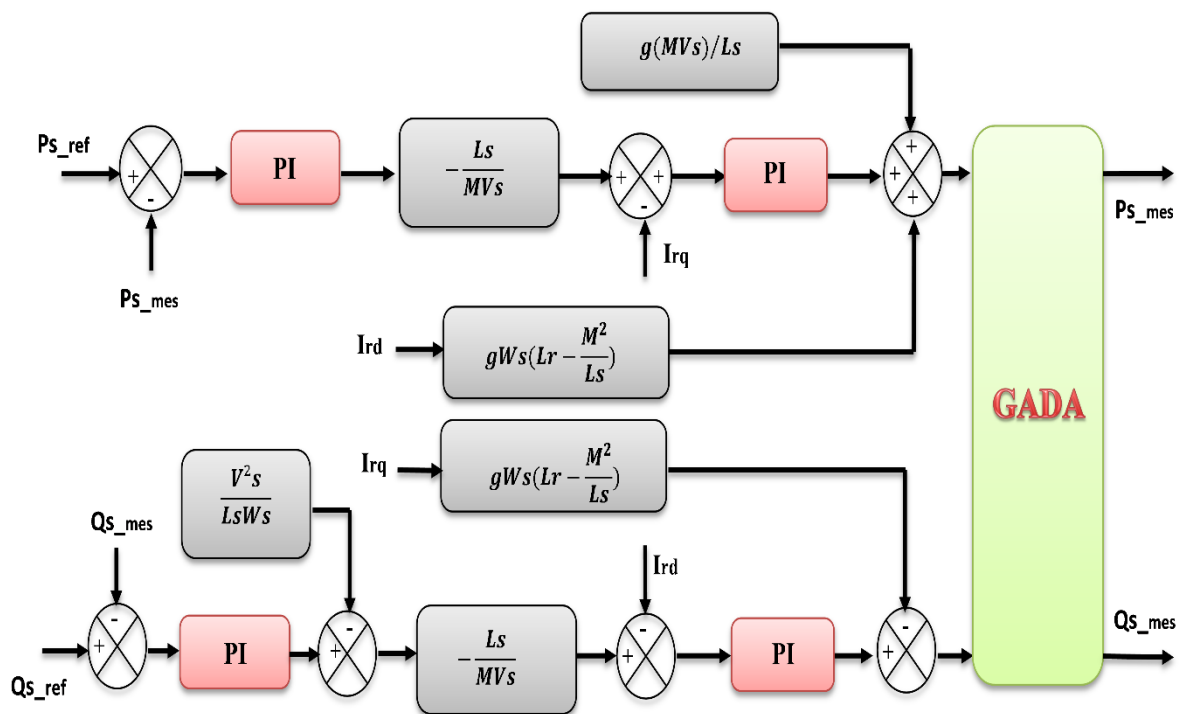 g(MVs)/Ls
Ps_ref
+
-
PI
-Ls/MVs
+ +
-
PI
+
+
+
Ps_mes
Ps_mes
Irq
Ird
gWs(Lr - M²/Ls)
GADA
Irq
gWs(Lr - M²/Ls)
V²s/LsWs
Qs_mes
Ird
-
+
PI
-
+
-Ls/MVs
-
+
PI
-
+
Qs_mes
Qs_ref